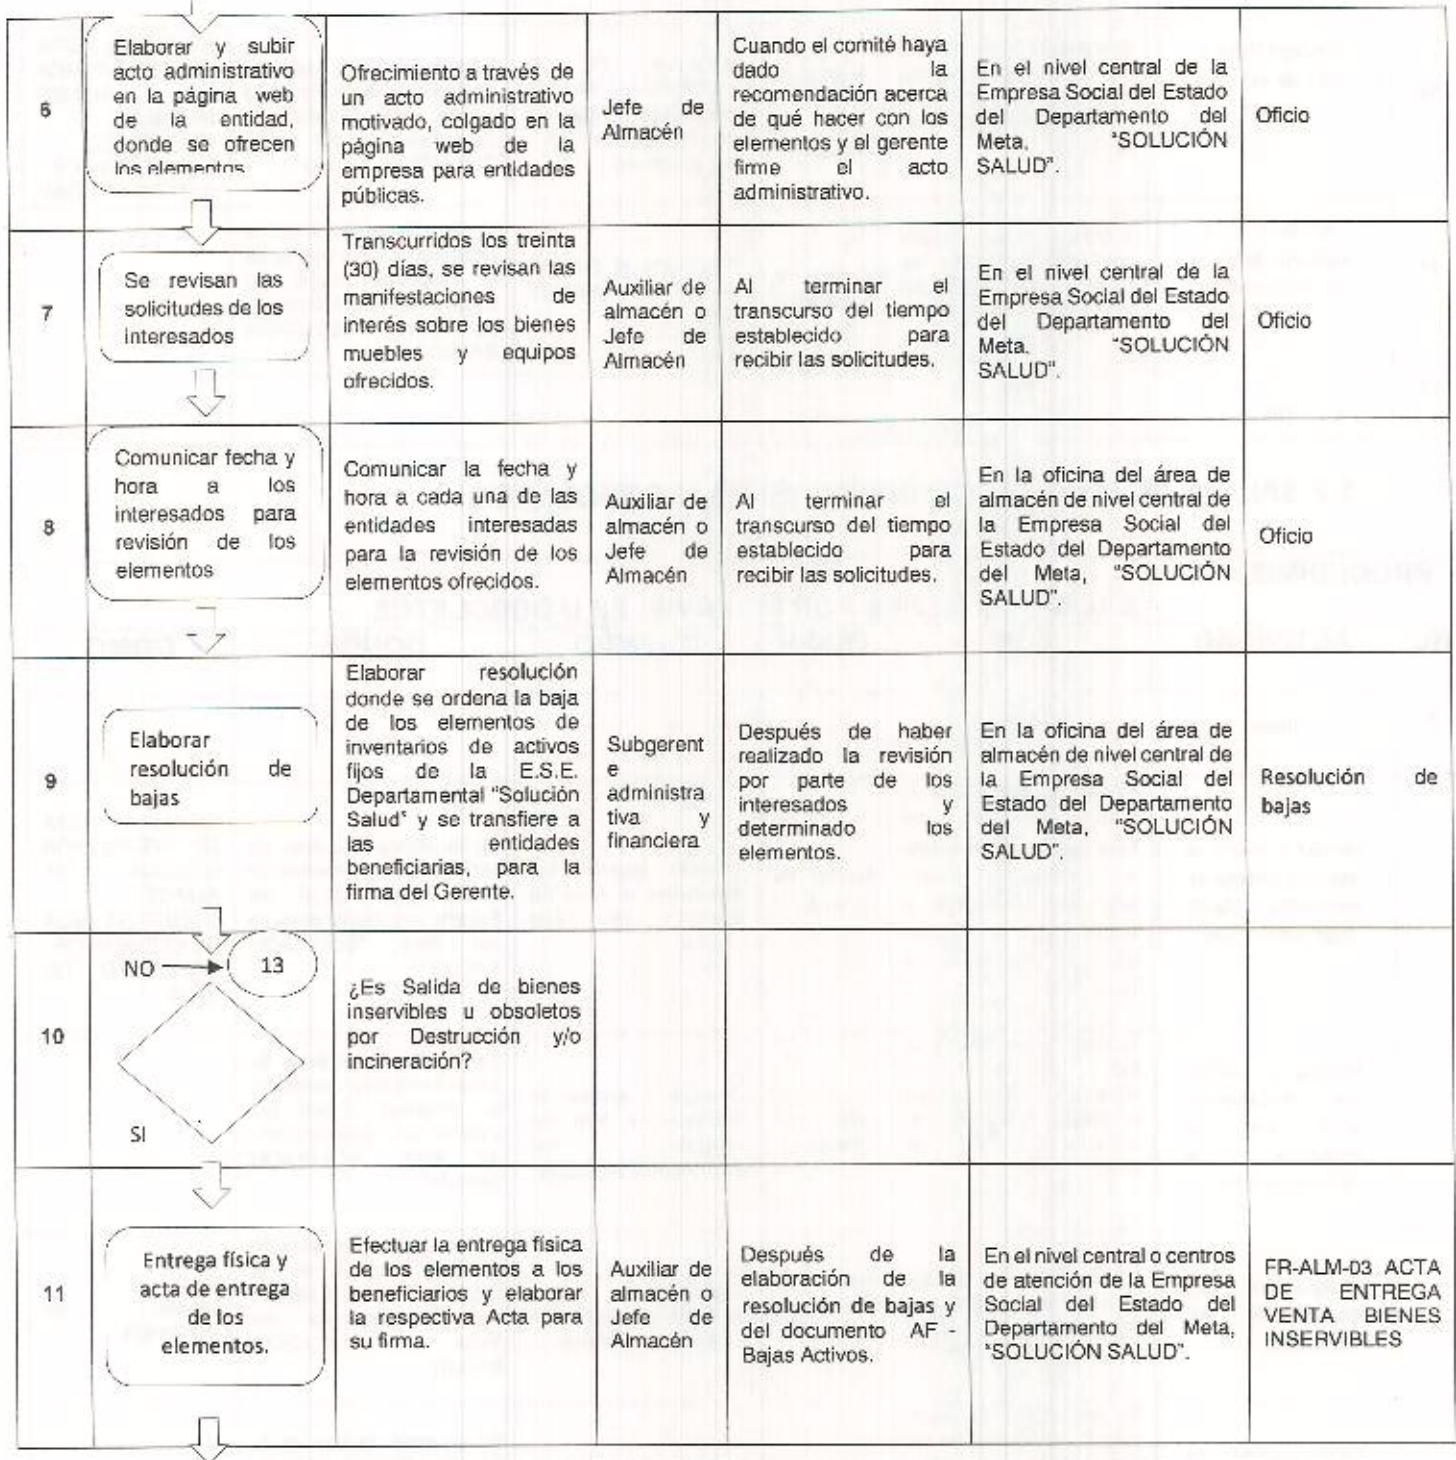 6
Elaborar y subir
acto administrativo
en la página web
de la entidad,
donde se ofrecen
los elementos
Ofrecimiento a través de
un acto administrativo
motivado, colgado en la
página web de la
empresa para entidades
públicas.
Jefe de
Almacén
Cuando el comité haya
dado la
recomendación acerca
de qué hacer con los
elementos y el gerente
firme el acto
administrativo.
En el nivel central de la
Empresa Social del Estado
del Departamento del
Meta. "SOLUCIÓN
SALUD".
Oficio
7
Se revisan las
solicitudes de los
interesados
Transcurridos los treinta
(30) días, se revisan las
manifestaciones de
interés sobre los bienes
muebles y equipos
ofrecidos.
Auxiliar de
almacén o
Jefe de
Almacén
Al terminar el
transcurso del tiempo
establecido para
recibir las solicitudes.
En el nivel central de la
Empresa Social del Estado
del Departamento del
Meta. "SOLUCIÓN
SALUD".
Oficio
8
Comunicar fecha y
hora a los
interesados para
revisión de los
elementos
Comunicar la fecha y
hora a cada una de las
entidades interesadas
para la revisión de los
elementos ofrecidos.
Auxiliar de
almacén o
Jefe de
Almacén
Al terminar el
transcurso del tiempo
establecido para
recibir las solicitudes.
En la oficina del área de
almacén de nivel central de
la Empresa Social del
Estado del Departamento
del Meta, "SOLUCIÓN
SALUD".
Oficio
9
Elaborar
resolución de
bajas
Elaborar resolución
donde se ordena la baja
de los elementos de
inventarios de activos
fijos de la E.S.E.
Departamental "Solución
Salud" y se transfiere a
las entidades
beneficiarias, para la
firma del Gerente.
Subgerent
e
administra
tiva y
financiera
Después de haber
realizado la revisión
por parte de los
interesados y
determinado los
elementos.
En la oficina del área de
almacén de nivel central de
la Empresa Social del
Estado del Departamento
del Meta, "SOLUCIÓN
SALUD".
Resolución de
bajas
10
NO
13
SI
¿Es Salida de bienes
inservibles u obsoletos
por Destrucción y/o
incineración?
11
Entrega física y
acta de entrega
de los
elementos.
Efectuar la entrega física
de los elementos a los
beneficiarios y elaborar
la respectiva Acta para
su firma.
Auxiliar de
almacén o
Jefe de
Almacén
Después de la
elaboración de la
resolución de bajas y
del documento AF -
Bajas Activos.
En el nivel central o centros
de atención de la Empresa
Social del Estado del
Departamento del Meta,
"SOLUCIÓN SALUD".
FR-ALM-03 ACTA
DE ENTREGA
VENTA BIENES
INSERVIBLES